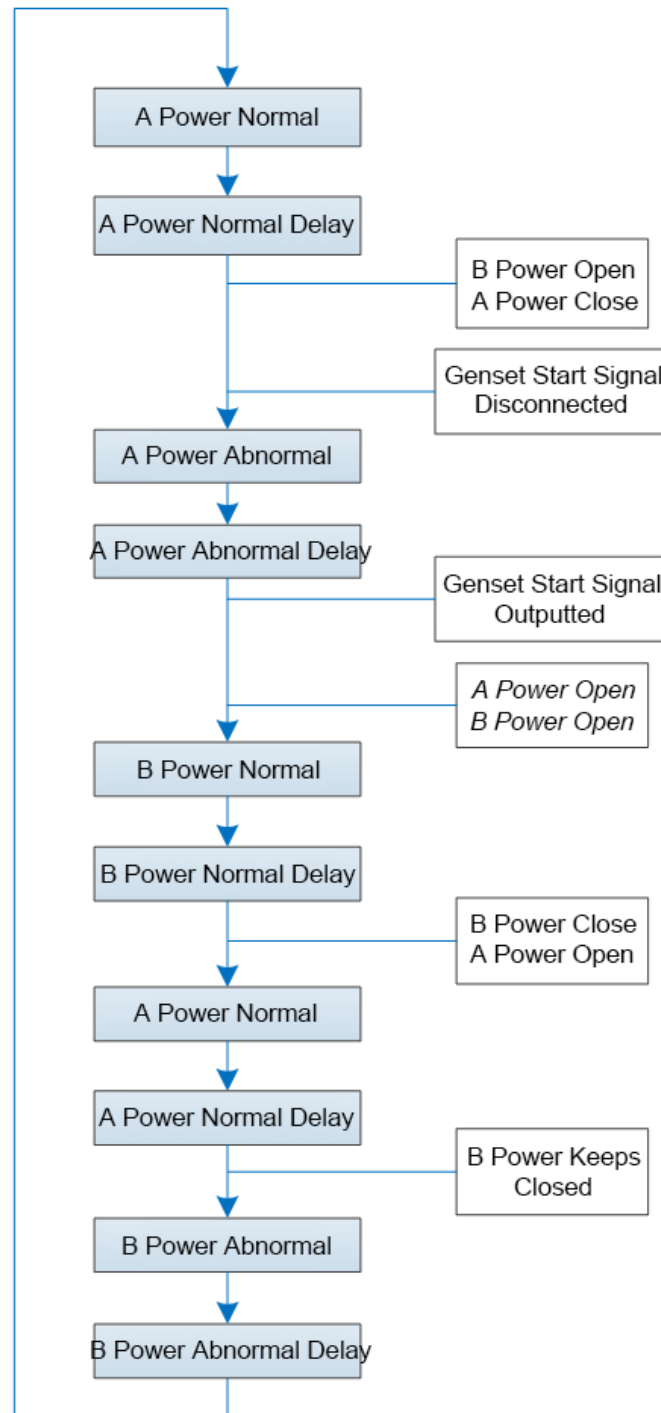 A Power Normal
A Power Normal Delay
B Power Open
A Power Close
Genset Start Signal
Disconnected
A Power Abnormal
A Power Abnormal Delay
Genset Start Signal
Outputted
A Power Open
B Power Open
B Power Normal
B Power Normal Delay
B Power Close
A Power Open
A Power Normal
A Power Normal Delay
B Power Keeps
Closed
B Power Abnormal
B Power Abnormal Delay